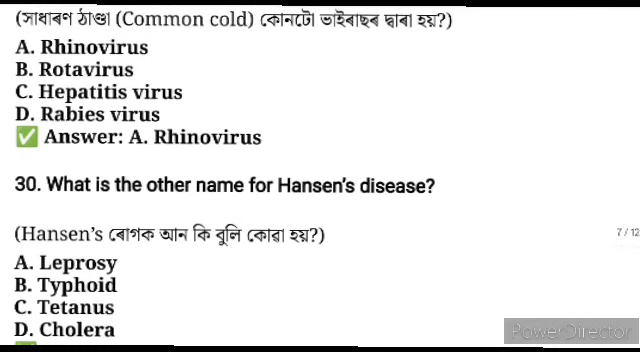 (সাধাৰণ ঠাণ্ডা (Common cold) কোনটো ভাইৰাছৰ দ্বাৰা হয়?)
A. Rhinovirus
B. Rotavirus
C. Hepatitis virus
D. Rabies virus
✅ Answer: A. Rhinovirus
30. What is the other name for Hansen's disease?
(Hansen's ৰোগক আন কি বুলি কোৱা হয়?)
7 / 12
A. Leprosy
B. Typhoid
C. Tetanus
D. Cholera
PowerDirector